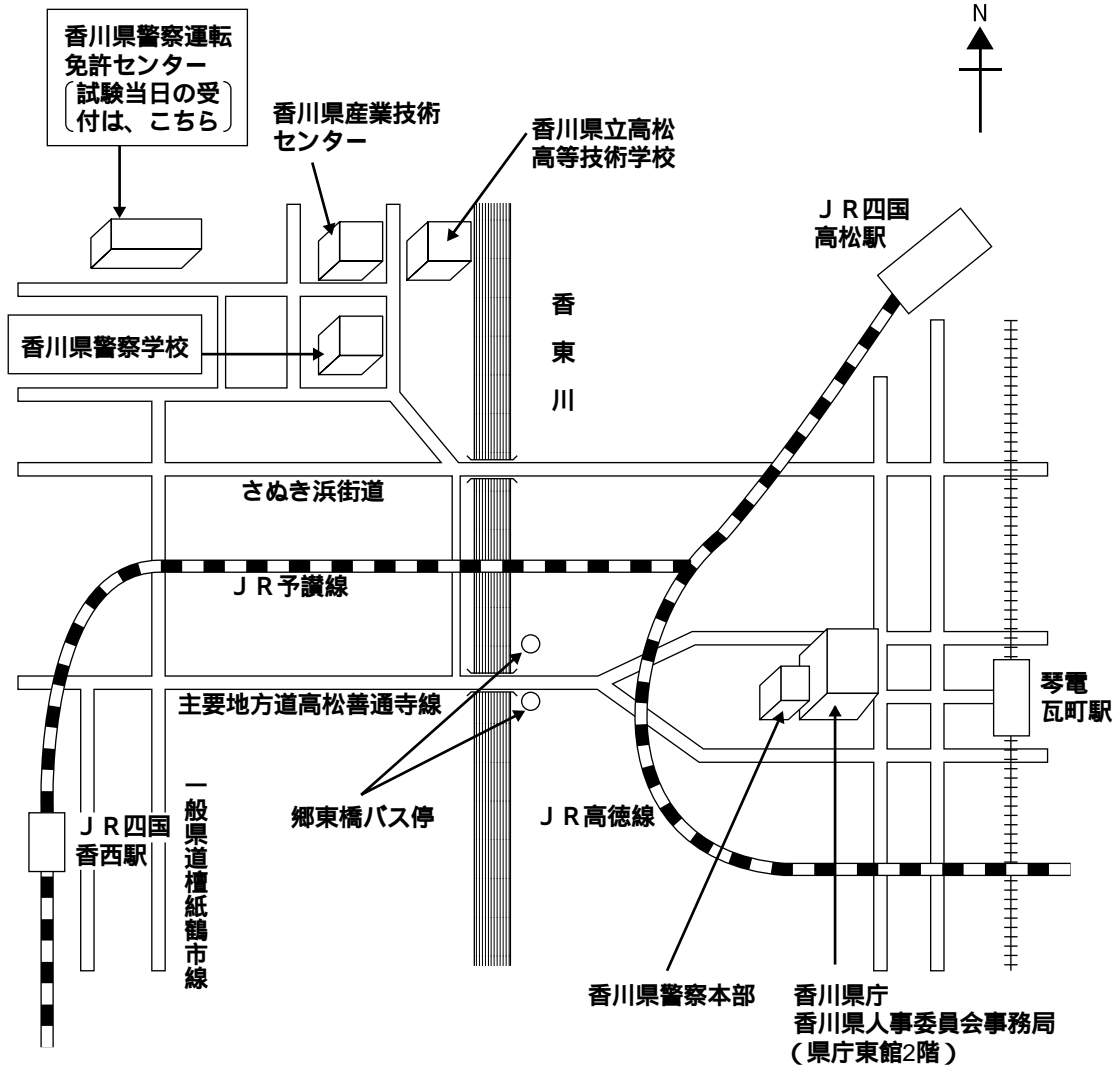 香川県警察運転
免許センター
試験当日の受
付は、こちら
N
香川県産業技術
センター
香川県立高松
高等技術学校
ＪＲ四国
高松駅
香東川
香川県警察学校
さぬき浜街道
ＪＲ予讃線
主要地方道高松善通寺線
琴電
瓦町駅
一般県道檀紙鶴市線
郷東橋バス停
ＪＲ高徳線
ＪＲ四国
香西駅
香川県警察本部
香川県庁
香川県人事委員会事務局
（県庁東館2階）